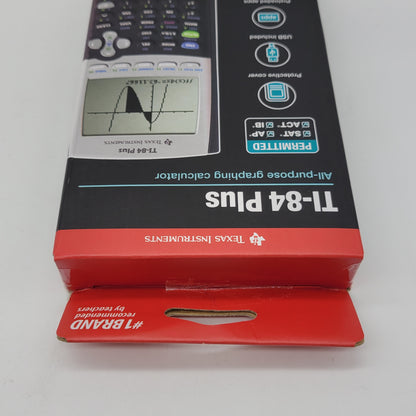 #1 BRAND
recommended
by teachers
TEXAS INSTRUMENTS
TI-84 Plus
All-purpose graphing calculator
PERMITTED
SAT* AP*
ACT* IB*
Protective cover
USB included
Preloaded apps
TI-84 Plus
TEXAS INSTRUMENTS